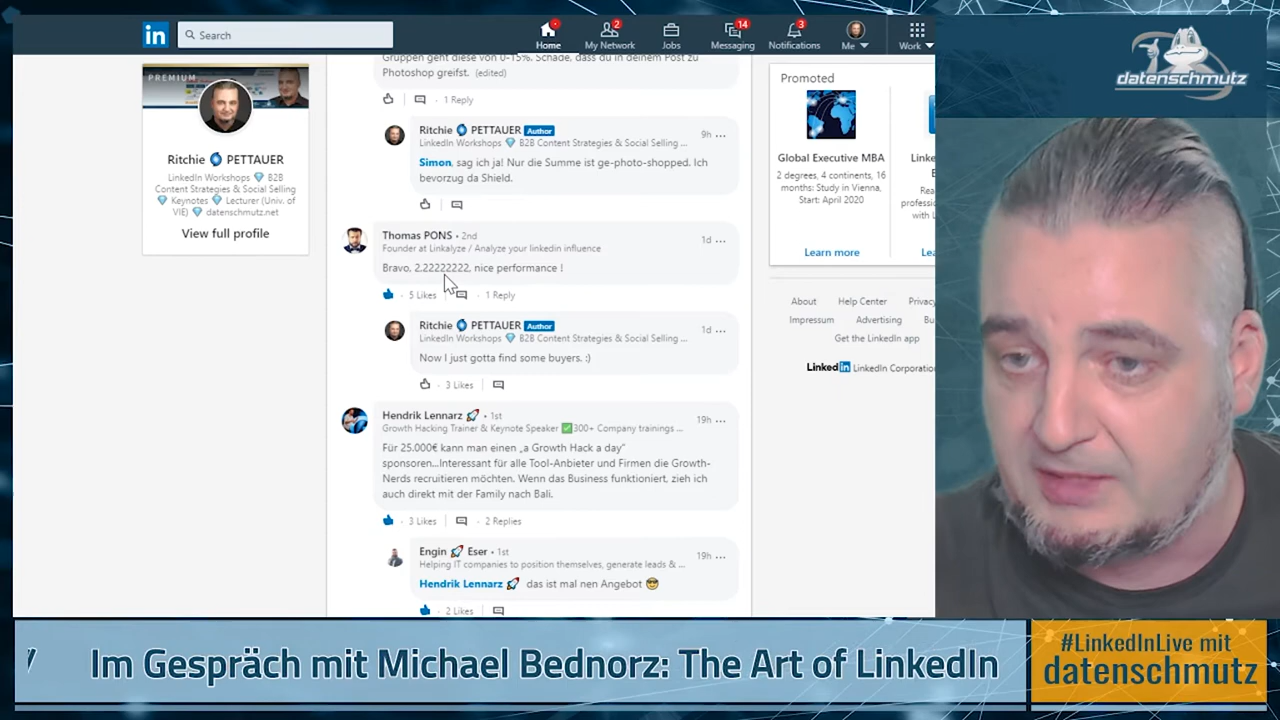 in
Search
Home
2
My Network
Jobs
14
Messaging
3
Notifications
Me
Work
datenschmutz
PREMIUM
Ritchie PETTAUER
LinkedIn Workshops 💎 B2B
Content Strategies & Social Selling
💎 Keynotes 💎 Lecturer (Univ. of
VIE) 💎 datenschmutz.net
View full profile
Gruppen geht diese von 0-15%. Schade, dass du in deinem Post zu
Photoshop greifst. (edited)
1 Reply
Ritchie PETTAUER Author
9h ...
LinkedIn Workshops 💎 B2B Content Strategies & Social Selling ...
Simon, sag ich ja! Nur die Summe ist ge-photo-shopped. Ich
bevorzug da Shield.
Thomas PONS • 2nd
1d ...
Founder at Linkalyze / Analyze your linkedin influence
Bravo, 2,22222222, nice performance !
5 Likes · 1 Reply
Ritchie PETTAUER Author
1d ...
LinkedIn Workshops 💎 B2B Content Strategies & Social Selling ...
Now I just gotta find some buyers. :)
3 Likes
Hendrik Lennarz 🚀 • 1st
19h ...
Growth Hacking Trainer & Keynote Speaker ✅300+ Company trainings ...
Für 25.000€ kann man einen „a Growth Hack a day“
sponsoren...Interessant für alle Tool-Anbieter und Firmen die Growth-
Nerds recruitieren möchten. Wenn das Business funktioniert, zieh ich
auch direkt mit der Family nach Bali.
3 Likes · 2 Replies
Engin 🚀 Eser • 1st
19h ...
Helping IT companies to position themselves, generate leads & ...
Hendrik Lennarz 🚀 das ist mal nen Angebot 😎
2 Likes
Promoted
Global Executive MBA
2 degrees, 4 continents, 16
months: Study in Vienna,
Start: April 2020
Learn more
Linke
Rea
profession
with L
Lea
About Help Center Privacy
Impressum Advertising Bu
Get the LinkedIn app
LinkedIn LinkedIn Corporation
Im Gespräch mit Michael Bednorz: The Art of LinkedIn
#LinkedInLive mit
datenschmutz